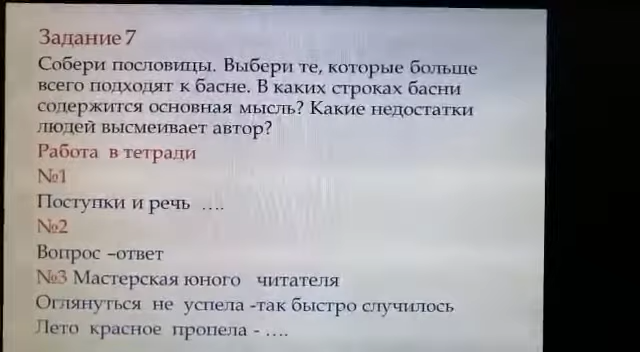 Задание 7
Собери пословицы. Выбери те, которые больше
всего подходят к басне. В каких строках басни
содержится основная мысль? Какие недостатки
людей высмеивает автор?
Работа в тетради
№1
Поступки и речь ....
№2
Вопрос –ответ
№3 Мастерская юного читателя
Оглянуться не успела -так быстро случилось
Лето красное пропела - ....